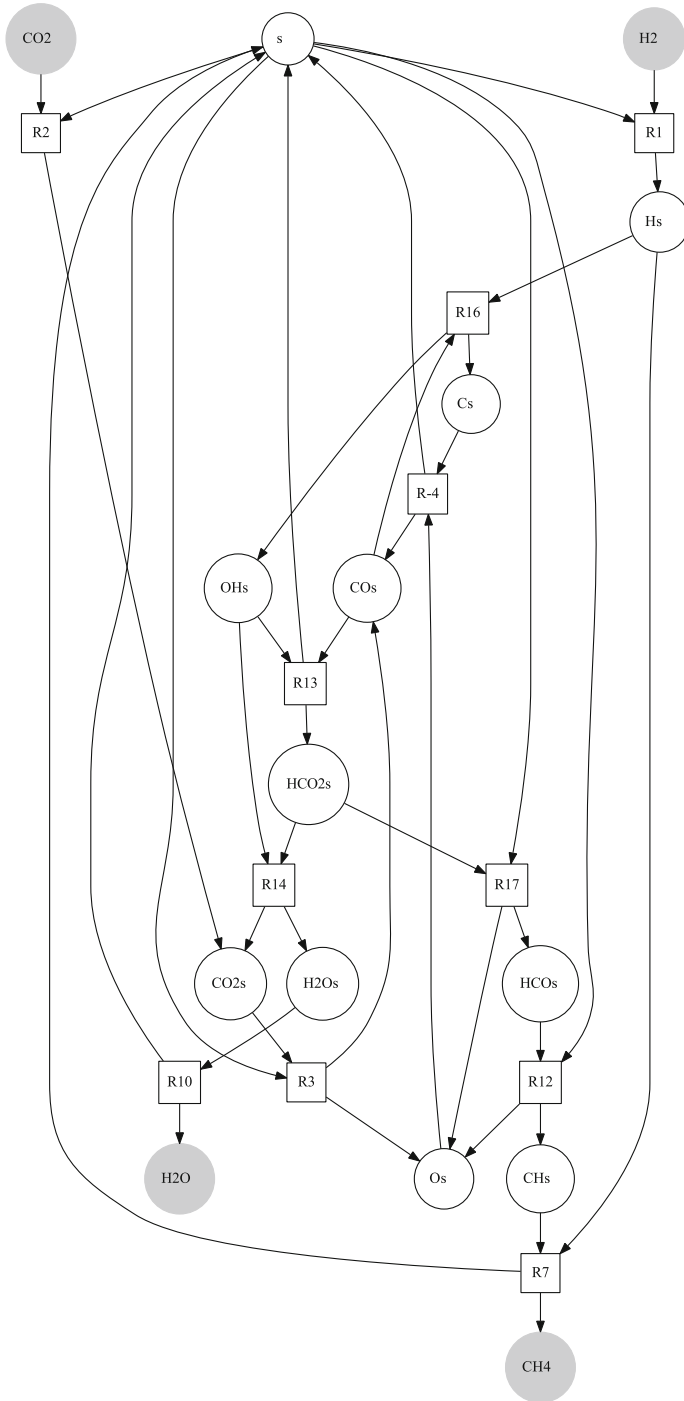 CO2
s
H2
R2
R1
Hs
R16
Cs
R-4
OHs
COs
R13
HCO2s
R14
R17
CO2s
H2Os
HCOs
R10
R3
R12
H2O
Os
CHs
R7
CH4